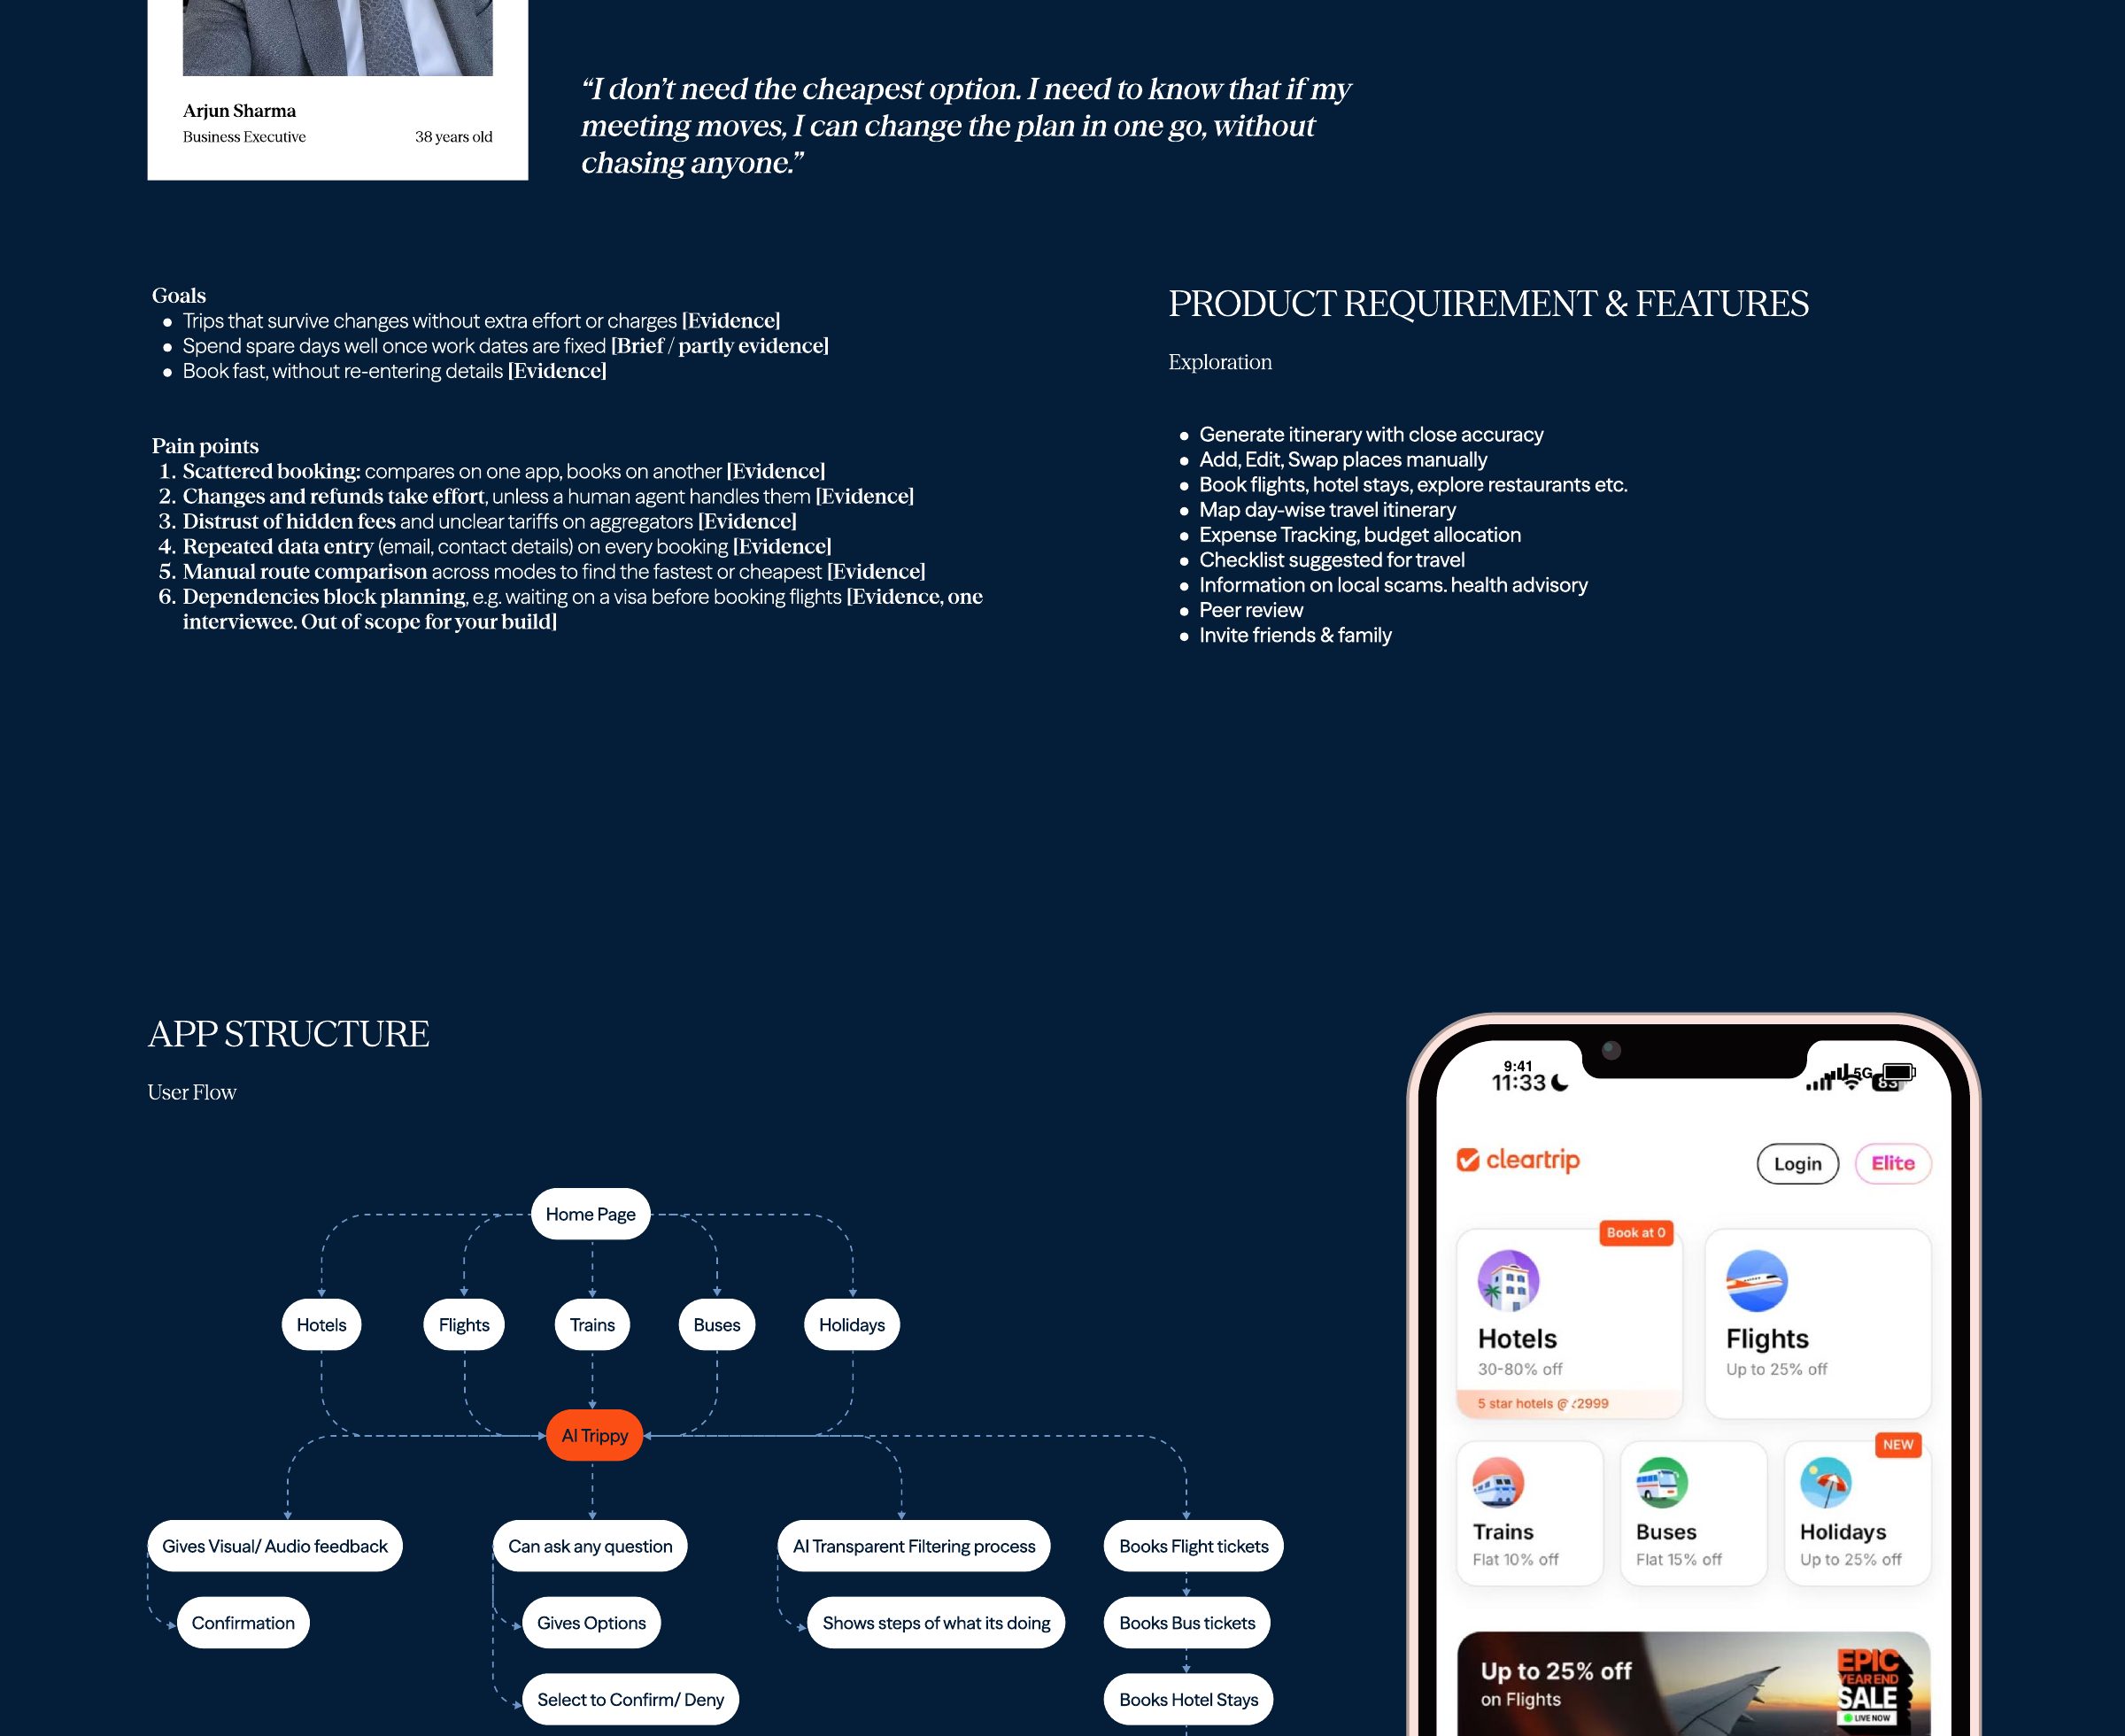 Arjun Sharma
Business Executive
38 years old
“I don’t need the cheapest option. I need to know that if my
meeting moves, I can change the plan in one go, without
chasing anyone.”
Goals
Trips that survive changes without extra effort or charges [Evidence]
Spend spare days well once work dates are fixed [Brief / partly evidence]
Book fast, without re-entering details [Evidence]
Pain points
1. Scattered booking: compares on one app, books on another [Evidence]
2. Changes and refunds take effort, unless a human agent handles them [Evidence]
3. Distrust of hidden fees and unclear tariffs on aggregators [Evidence]
4. Repeated data entry (email, contact details) on every booking [Evidence]
5. Manual route comparison across modes to find the fastest or cheapest [Evidence]
6. Dependencies block planning, e.g. waiting on a visa before booking flights [Evidence, one
interviewee. Out of scope for your build]
PRODUCT REQUIREMENT & FEATURES
Exploration
Generate itinerary with close accuracy
Add, Edit, Swap places manually
Book flights, hotel stays, explore restaurants etc.
Map day-wise travel itinerary
Expense Tracking, budget allocation
Checklist suggested for travel
Information on local scams. health advisory
Peer review
Invite friends & family
APP STRUCTURE
User Flow
Home Page
Hotels
Flights
Trains
Buses
Holidays
AI Trippy
Gives Visual/ Audio feedback
Can ask any question
AI Transparent Filtering process
Books Flight tickets
Confirmation
Gives Options
Shows steps of what its doing
Books Bus tickets
Select to Confirm/ Deny
Books Hotel Stays
9:41
11:33
5G
83
cleartrip
Login
Elite
Book at 0
Hotels
30-80% off
5 star hotels @ 2999
Flights
Up to 25% off
NEW
Trains
Flat 10% off
Buses
Flat 15% off
Holidays
Up to 25% off
Up to 25% off
on Flights
EPIC
YEAR END
SALE
LIVE NOW